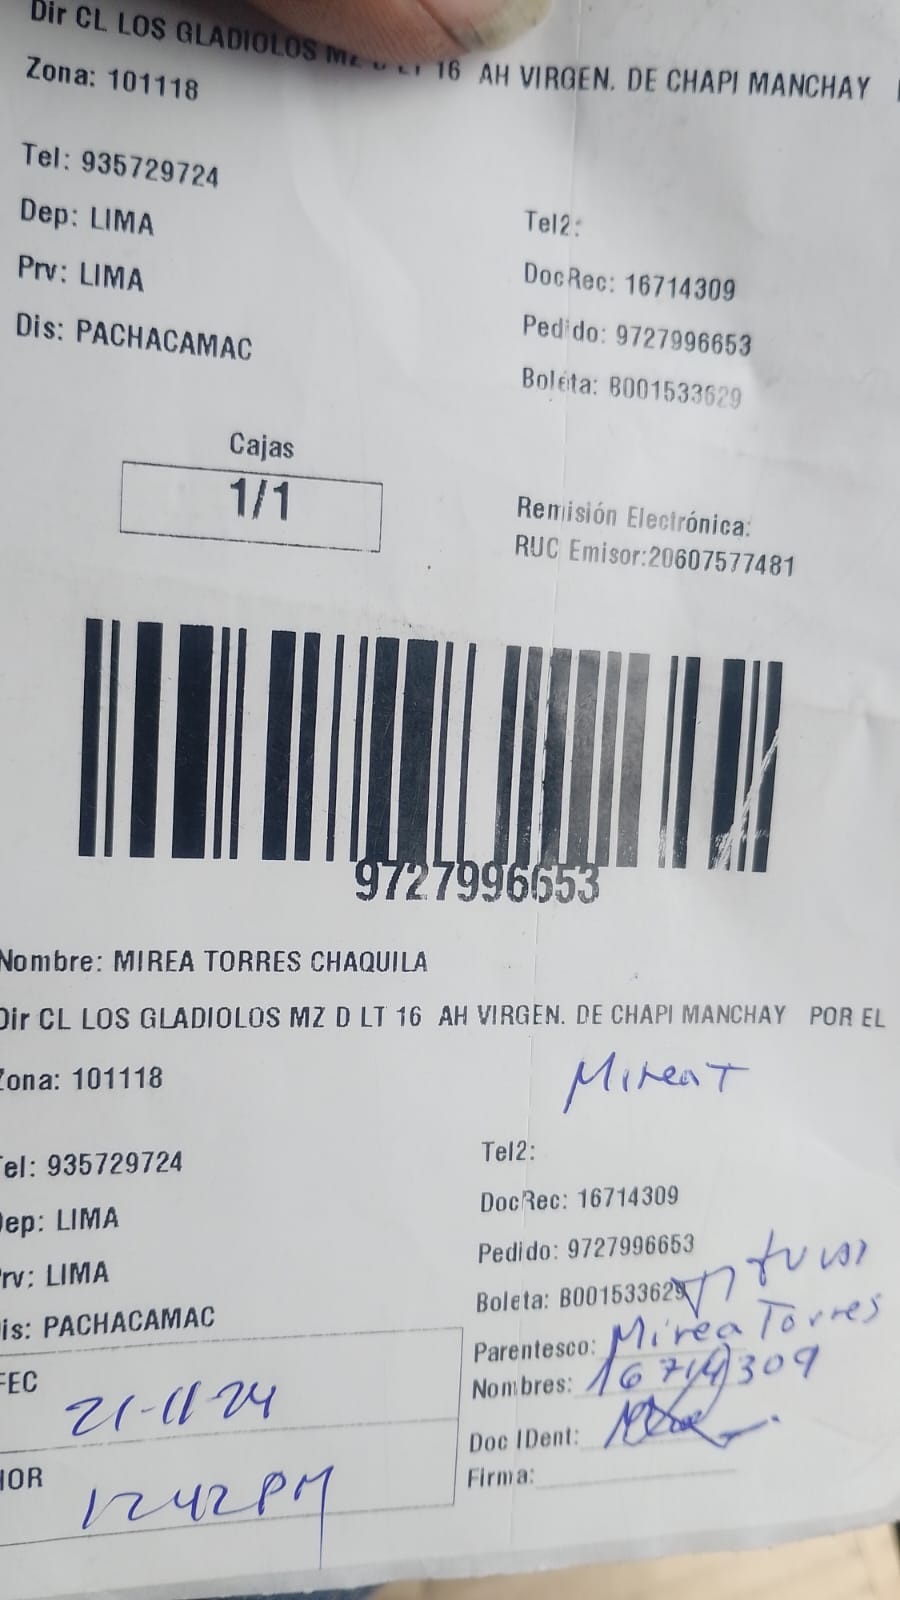 Dir CL LOS GLADIOLOS MZ D LT 16 AH VIRGEN. DE CHAPI MANCHAY
Zona: 101118
Tel: 935729724
Dep: LIMA
Tel2:
Prv: LIMA
DocRec: 16714309
Dis: PACHACAMAC
Pedido: 9727996653
Boleta: B001533629
Cajas
1/1
Remisión Electrónica:
RUC Emisor:20607577481
9727996653
Nombre: MIREA TORRES CHAQUILA
Dir CL LOS GLADIOLOS MZ D LT 16 AH VIRGEN. DE CHAPI MANCHAY POR EL
Zona: 101118
Mirea T
Tel: 935729724
Tel2:
Dep: LIMA
DocRec: 16714309
Prv: LIMA
Pedido: 9727996653
Dis: PACHACAMAC
Boleta: B001533629 Titular
Parentesco: Mirea Torres
FEC 21-11-24
Nombres: 16714309
Doc IDent:
HOR 12 42 PM
Firma: